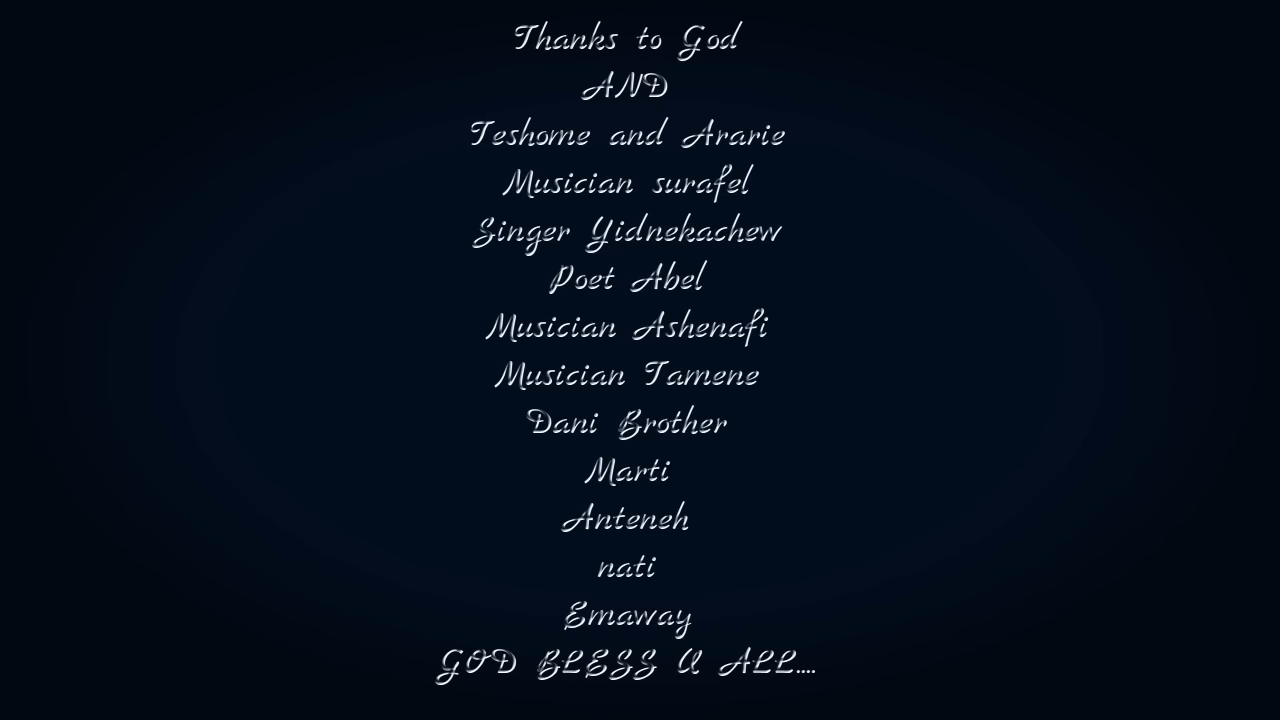 Thanks to God
AND
Teshome and Ararie
Musician surafel
Singer Yidnekachew
Poet Abel
Musician Ashenafi
Musician Tamene
Dani Brother
Marti
Anteneh
nati
Emaway
GOD BLESS U ALL....